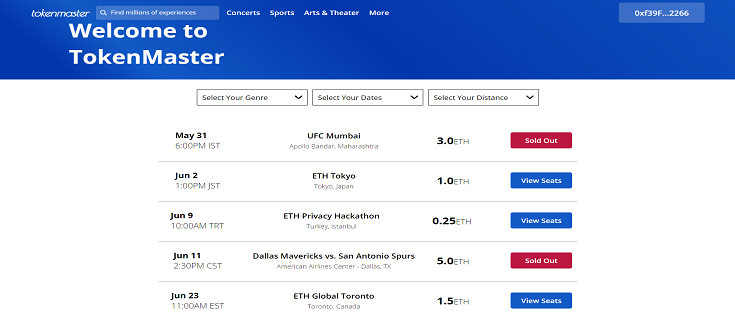 tokenmaster Find millions of experiences Concerts Sports Arts & Theater More 0xf39F...2266
Welcome to
TokenMaster
Select Your Genre Select Your Dates Select Your Distance
May 31 UFC Mumbai 3.0ETH Sold Out
6:00PM IST Apollo Bandar, Maharashtra
Jun 2 ETH Tokyo 1.0ETH View Seats
1:00PM JST Tokyo, Japan
Jun 9 ETH Privacy Hackathon 0.25ETH View Seats
10:00AM TRT Turkey, Istanbul
Jun 11 Dallas Mavericks vs. San Antonio Spurs 5.0ETH Sold Out
2:30PM CST American Airlines Center - Dallas, TX
Jun 23 ETH Global Toronto 1.5ETH View Seats
11:00AM EST Toronto, Canada